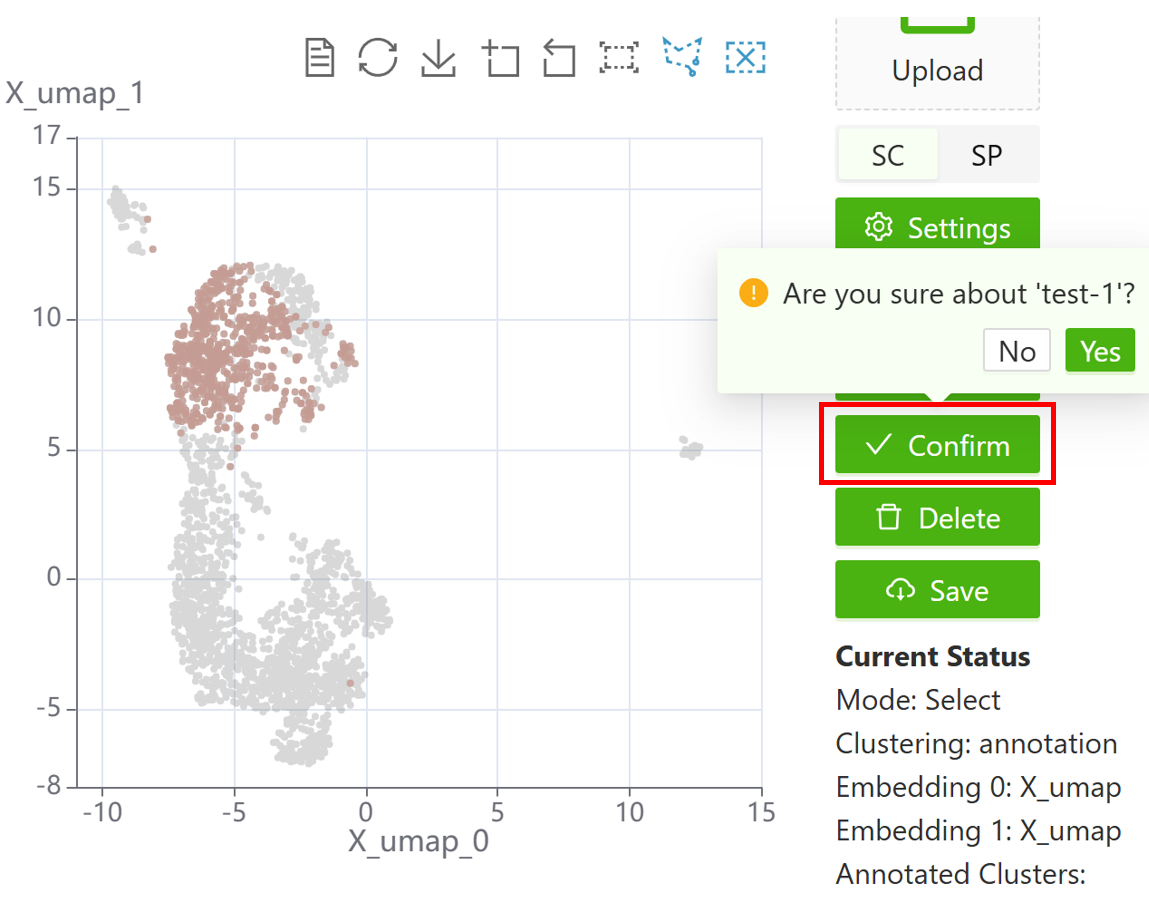 X_umap_1
17
15
10
5
0
-5
-8
-10
-5
0
5
10
15
X_umap_0
Upload
SC
SP
Settings
Are you sure about 'test-1'?
No
Yes
Confirm
Delete
Save
Current Status
Mode: Select
Clustering: annotation
Embedding 0: X_umap
Embedding 1: X_umap
Annotated Clusters: